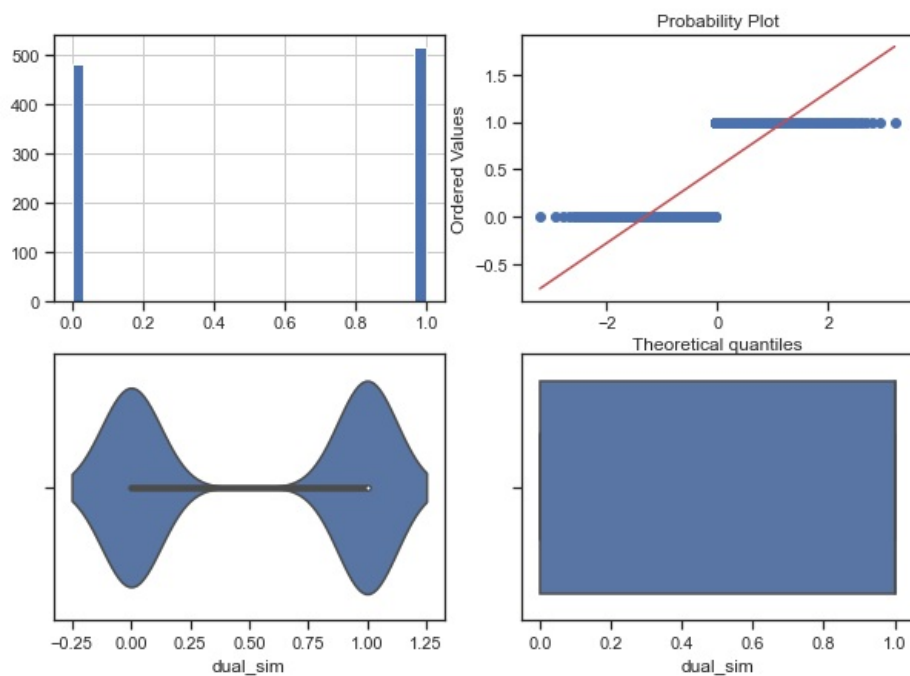 Probability Plot
500
400
300
200
100
0
0.0 0.2 0.4 0.6 0.8 1.0
Ordered Values
1.5
1.0
0.5
0.0
−0.5
−2 0 2
Theoretical quantiles
−0.25 0.00 0.25 0.50 0.75 1.00 1.25
dual_sim
0.0 0.2 0.4 0.6 0.8 1.0
dual_sim